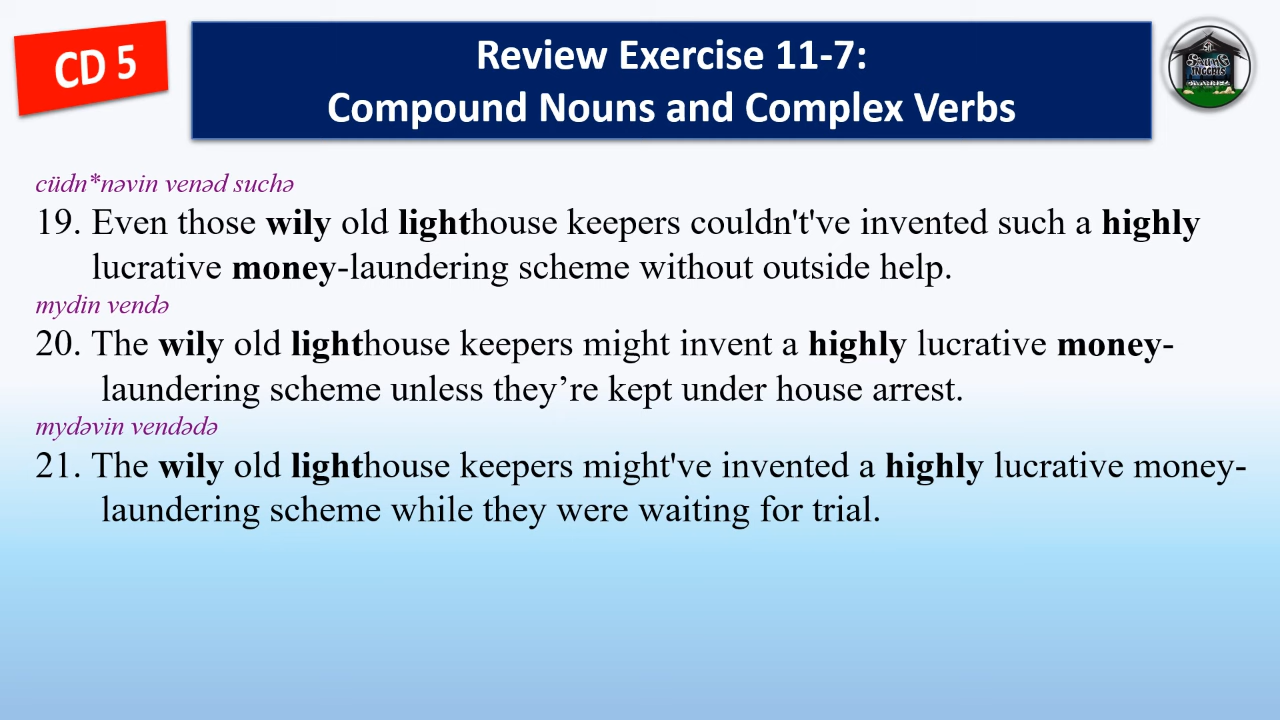 CD 5
Review Exercise 11-7:
Compound Nouns and Complex Verbs
INGGRIS
cüdn*nəvin venəd suchə
19. Even those wily old lighthouse keepers couldn't't've invented such a highly
lucrative money-laundering scheme without outside help.
mydin vendə
20. The wily old lighthouse keepers might invent a highly lucrative money-
laundering scheme unless they’re kept under house arrest.
mydəvin vendədə
21. The wily old lighthouse keepers might've invented a highly lucrative money-
laundering scheme while they were waiting for trial.